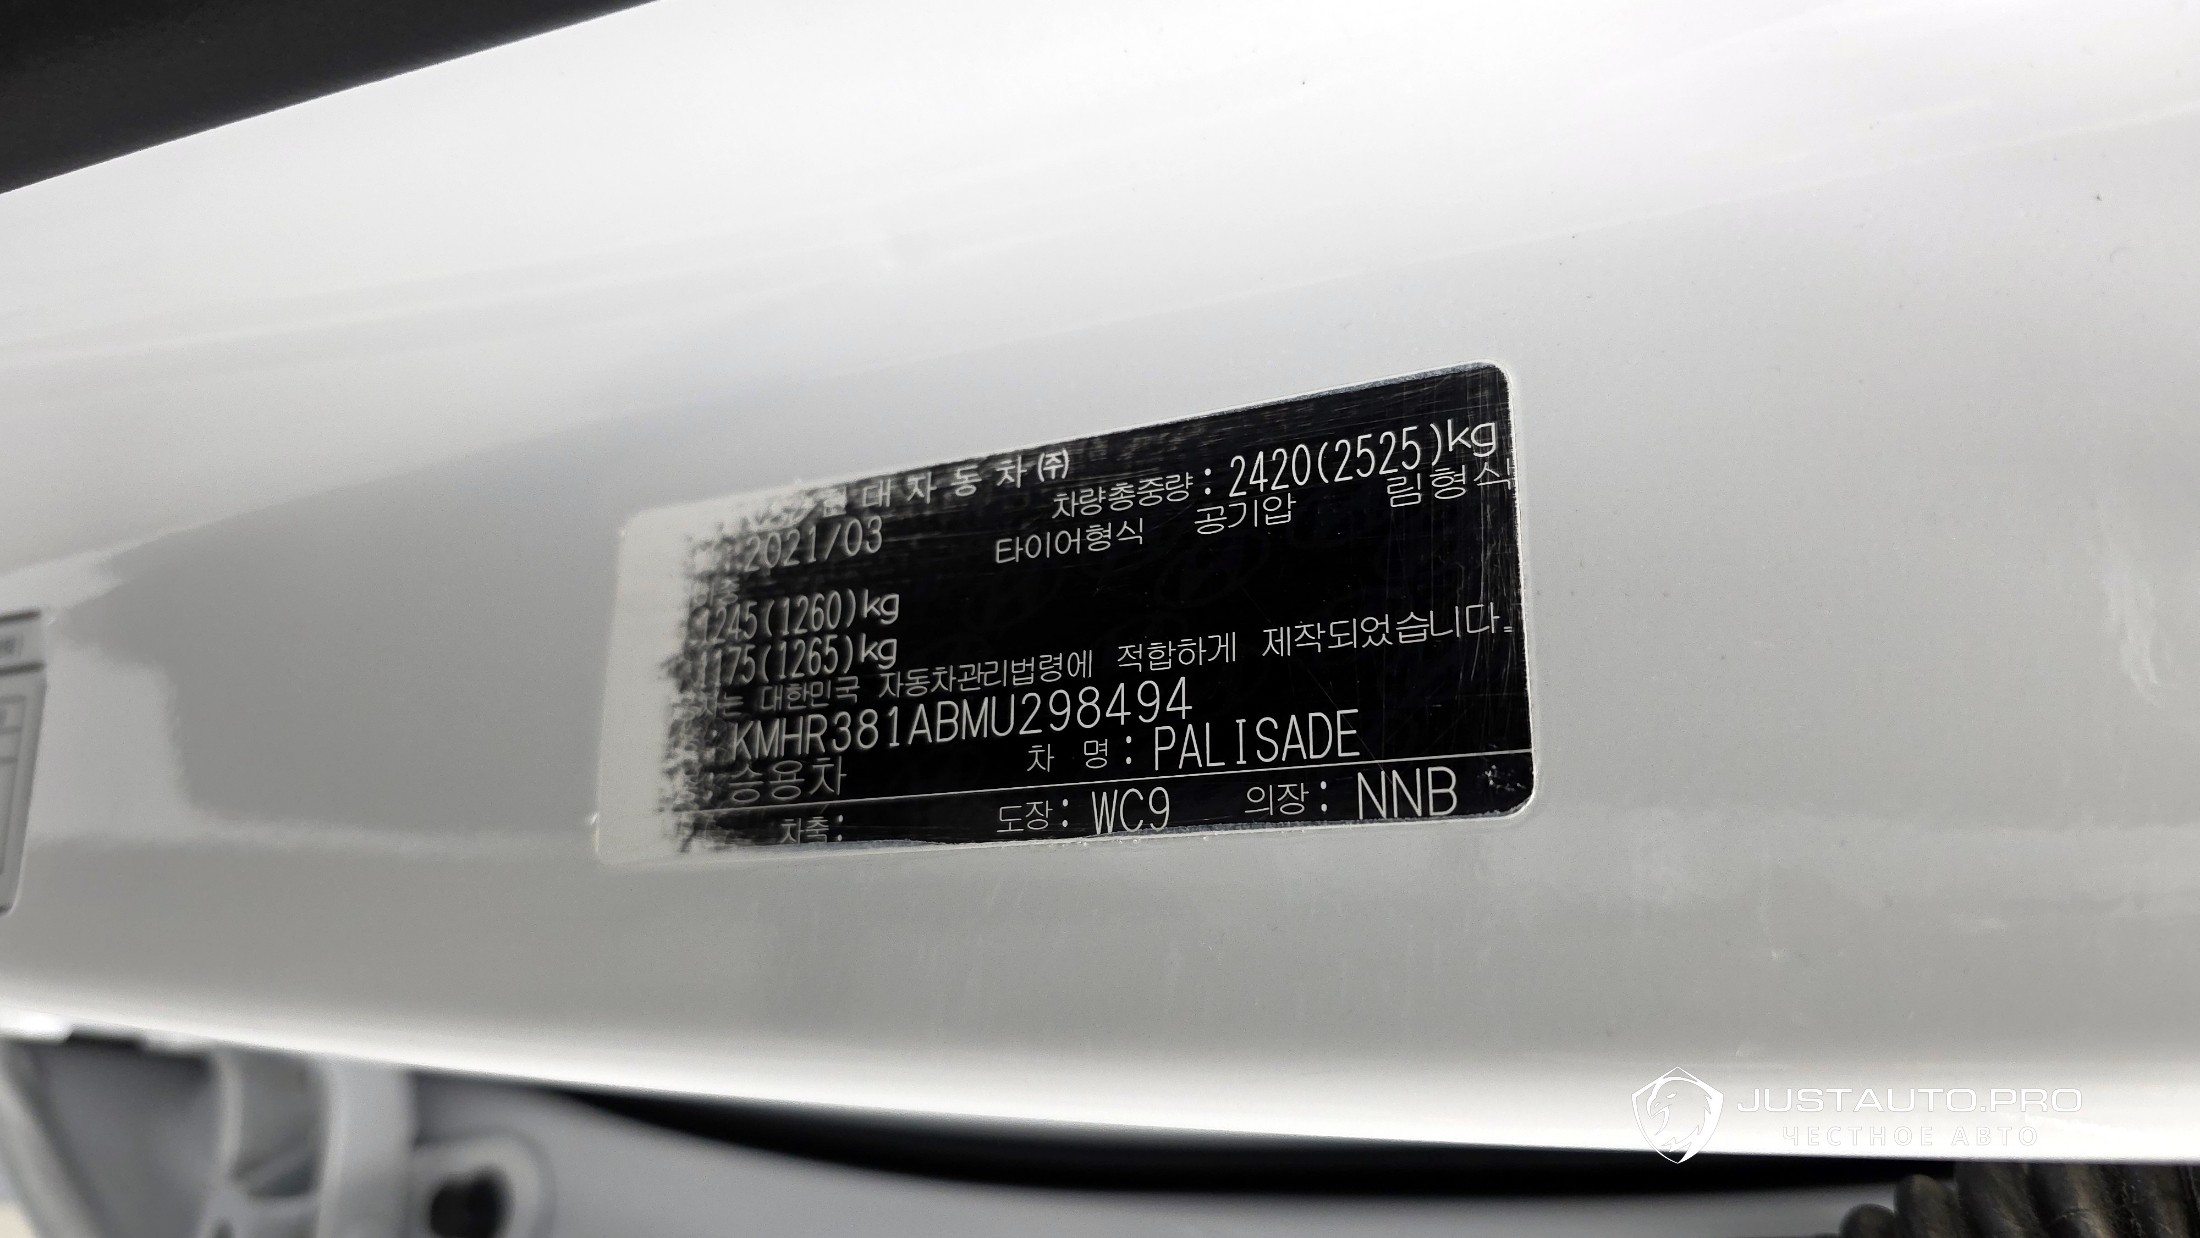 현대자동차㈜
:2021/03
차량총중량:2420(2525)kg
타이어형식 공기압 림형식
1245(1260)kg
1175(1265)kg
대한민국 자동차관리법령에 적합하게 제작되었습니다.
:KMHR381ABMU298494
:승용차 차 명:PALISADE
차축: 도장:WC9 의장:NNB
JUSTAUTO.PRO
ЧЕСТНОЕ АВТО